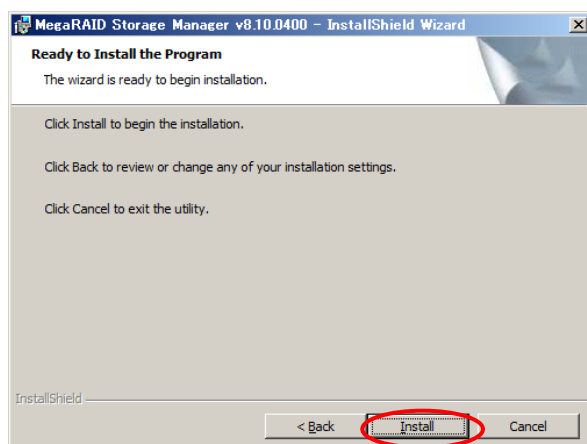 MegaRAID Storage Manager v8.10.0400 - InstallShield Wizard
Ready to Install the Program
The wizard is ready to begin installation.
Click Install to begin the installation.
Click Back to review or change any of your installation settings.
Click Cancel to exit the utility.
InstallShield
< Back Install Cancel